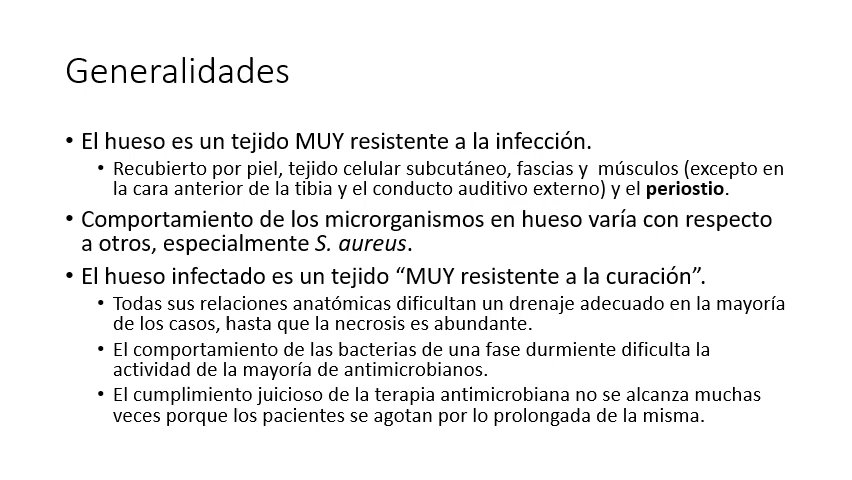 Generalidades
• El hueso es un tejido MUY resistente a la infección.
• Recubierto por piel, tejido celular subcutáneo, fascias y  músculos (excepto en
la cara anterior de la tibia y el conducto auditivo externo) y el periostio.
• Comportamiento de los microrganismos en hueso varía con respecto
a otros, especialmente S. aureus.
• El hueso infectado es un tejido “MUY resistente a la curación”.
• Todas sus relaciones anatómicas dificultan un drenaje adecuado en la mayoría
de los casos, hasta que la necrosis es abundante.
• El comportamiento de las bacterias de una fase durmiente dificulta la
actividad de la mayoría de antimicrobianos.
• El cumplimiento juicioso de la terapia antimicrobiana no se alcanza muchas
veces porque los pacientes se agotan por lo prolongada de la misma.